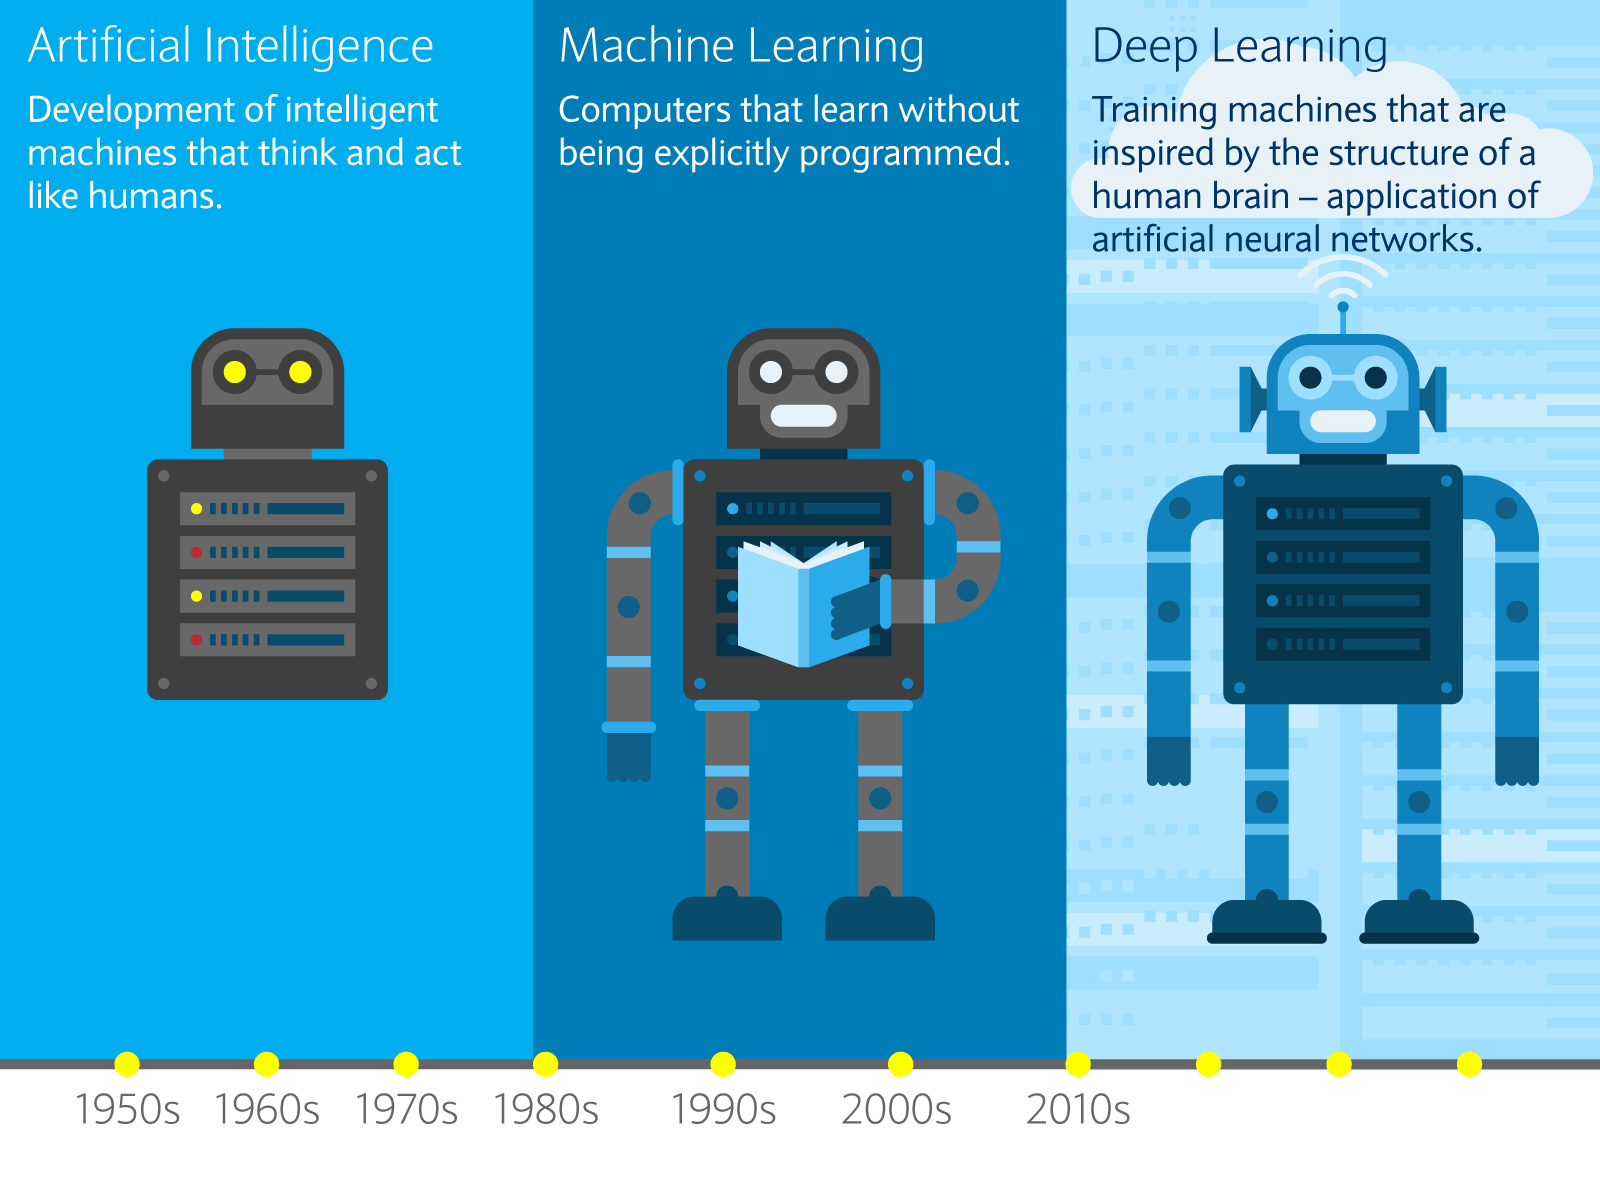 Artificial Intelligence
Development of intelligent
machines that think and act
like humans.
Machine Learning
Computers that learn without
being explicitly programmed.
Deep Learning
Training machines that are
inspired by the structure of a
human brain – application of
artificial neural networks.
1950s 1960s 1970s 1980s 1990s 2000s 2010s